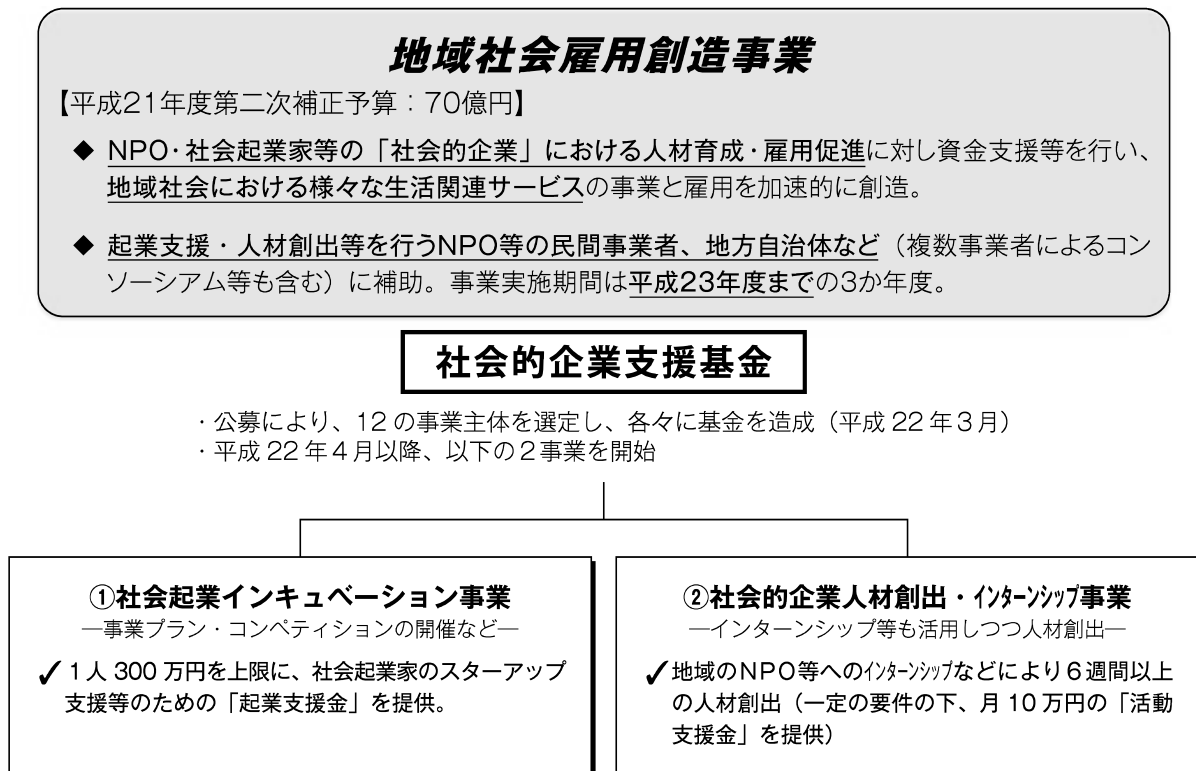 地域社会雇用創造事業
【平成21年度第二次補正予算：70億円】
◆ NPO・社会起業家等の「社会的企業」における人材育成・雇用促進に対し資金支援等を行い、
地域社会における様々な生活関連サービスの事業と雇用を加速的に創造。
◆ 起業支援・人材創出等を行うNPO等の民間事業者、地方自治体など（複数事業者によるコン
ソーシアム等も含む）に補助。事業実施期間は平成23年度までの3か年度。
社会的企業支援基金
・公募により、12の事業主体を選定し、各々に基金を造成（平成22年３月）
・平成22年４月以降、以下の２事業を開始
①社会起業インキュベーション事業
―事業プラン・コンペティションの開催など―
✓１人300万円を上限に、社会起業家のスターアップ
支援等のための「起業支援金」を提供。
②社会的企業人材創出・ｲﾝﾀｰﾝｼｯﾌﾟ事業
―インターンシップ等も活用しつつ人材創出―
✓地域のＮＰＯ等へのｲﾝﾀｰﾝｼｯﾌﾟなどにより６週間以上
の人材創出（一定の要件の下、月10万円の「活動
支援金」を提供）